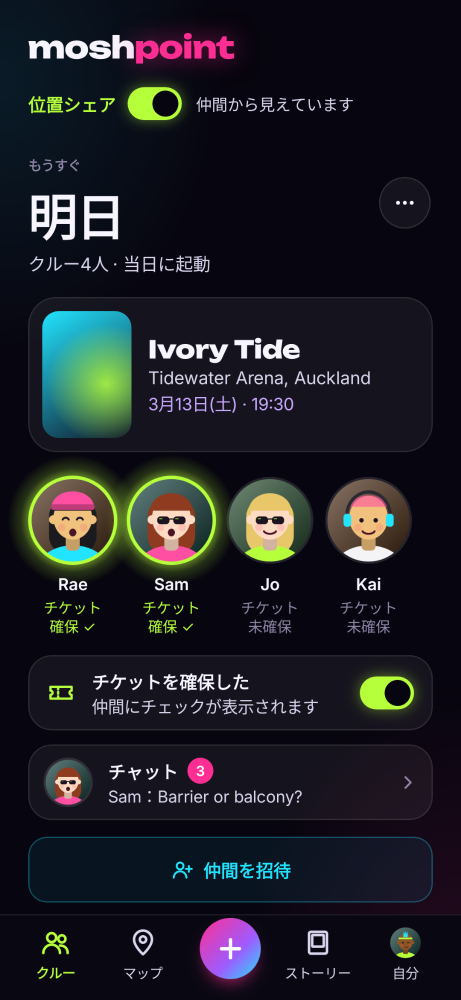 moshpoint
位置シェア 仲間から見えています
もうすぐ
明日
クルー4人 · 当日に起動
Ivory Tide
Tidewater Arena, Auckland
3月13日(土) · 19:30
Rae
チケット
確保 ✓
Sam
チケット
確保 ✓
Jo
チケット
未確保
Kai
チケット
未確保
チケットを確保した
仲間にチェックが表示されます
チャット 3
Sam：Barrier or balcony?
仲間を招待
クルー
マップ
ストーリー
自分